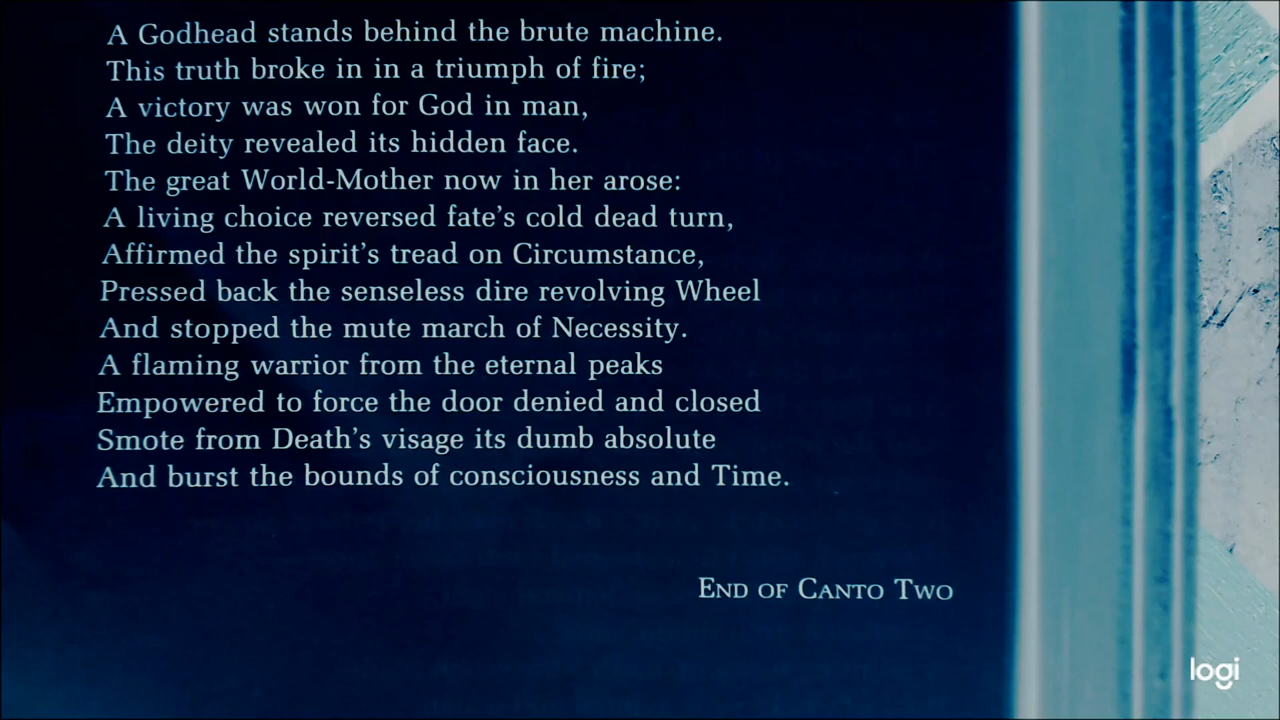 A Godhead stands behind the brute machine.
This truth broke in in a triumph of fire;
A victory was won for God in man,
The deity revealed its hidden face.
The great World-Mother now in her arose:
A living choice reversed fate's cold dead turn,
Affirmed the spirit's tread on Circumstance,
Pressed back the senseless dire revolving Wheel
And stopped the mute march of Necessity.
A flaming warrior from the eternal peaks
Empowered to force the door denied and closed
Smote from Death's visage its dumb absolute
And burst the bounds of consciousness and Time.
END OF CANTO TWO
logi